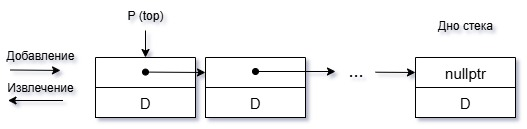 P (top)
Дно стека
Добавление
Извлечение
...
nullptr
D
D
D